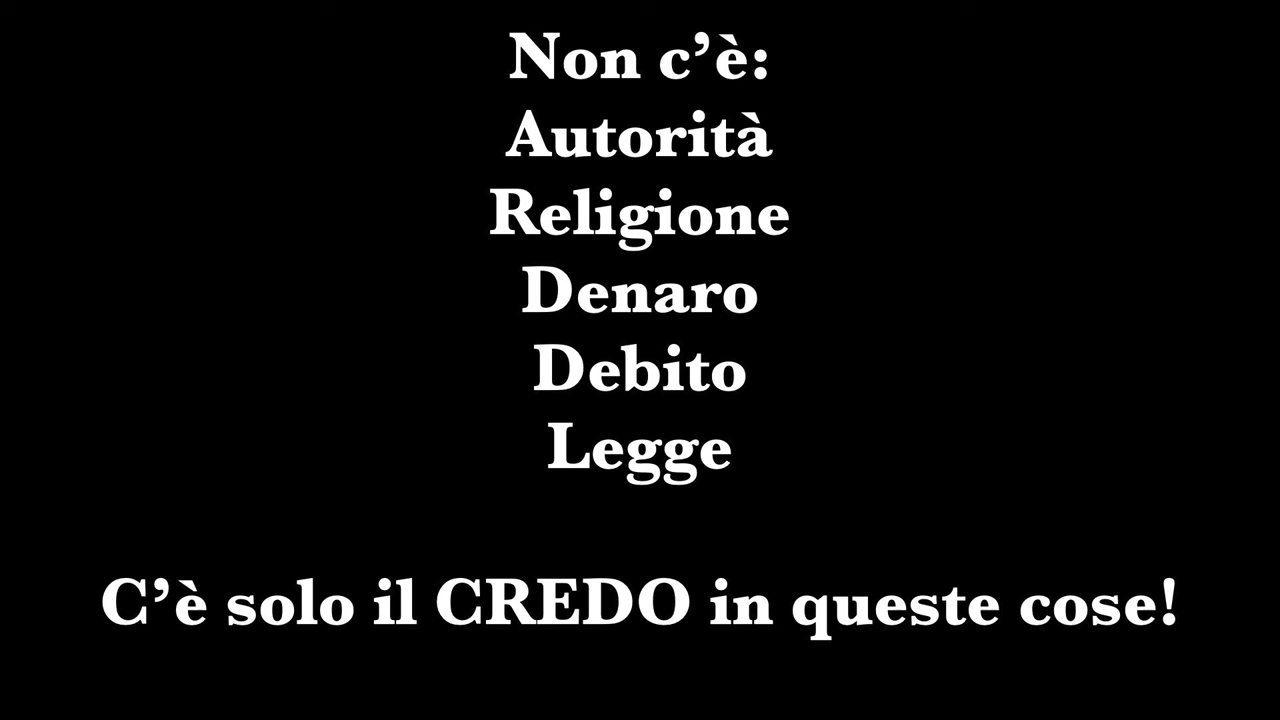 Non c’è:
Autorità
Religione
Denaro
Debito
Legge
C’è solo il CREDO in queste cose!